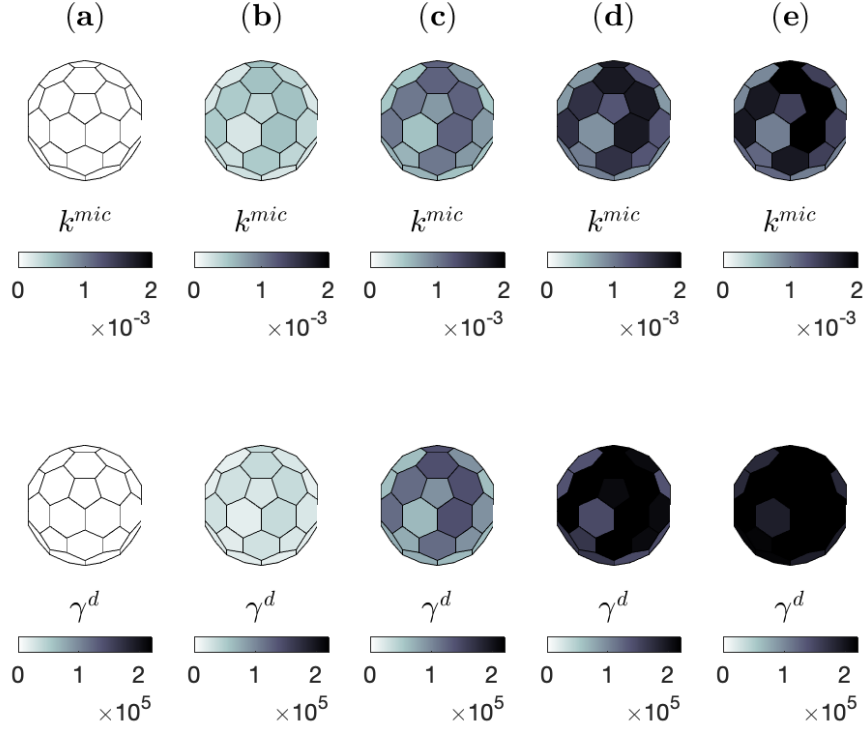 (a) (b) (c) (d) (e)
k^{mic} k^{mic} k^{mic} k^{mic} k^{mic}
0 1 2 0 1 2 0 1 2 0 1 2 0 1 2
×10^{-3} ×10^{-3} ×10^{-3} ×10^{-3} ×10^{-3}
γ^d γ^d γ^d γ^d γ^d
0 1 2 0 1 2 0 1 2 0 1 2 0 1 2
×10^5 ×10^5 ×10^5 ×10^5 ×10^5